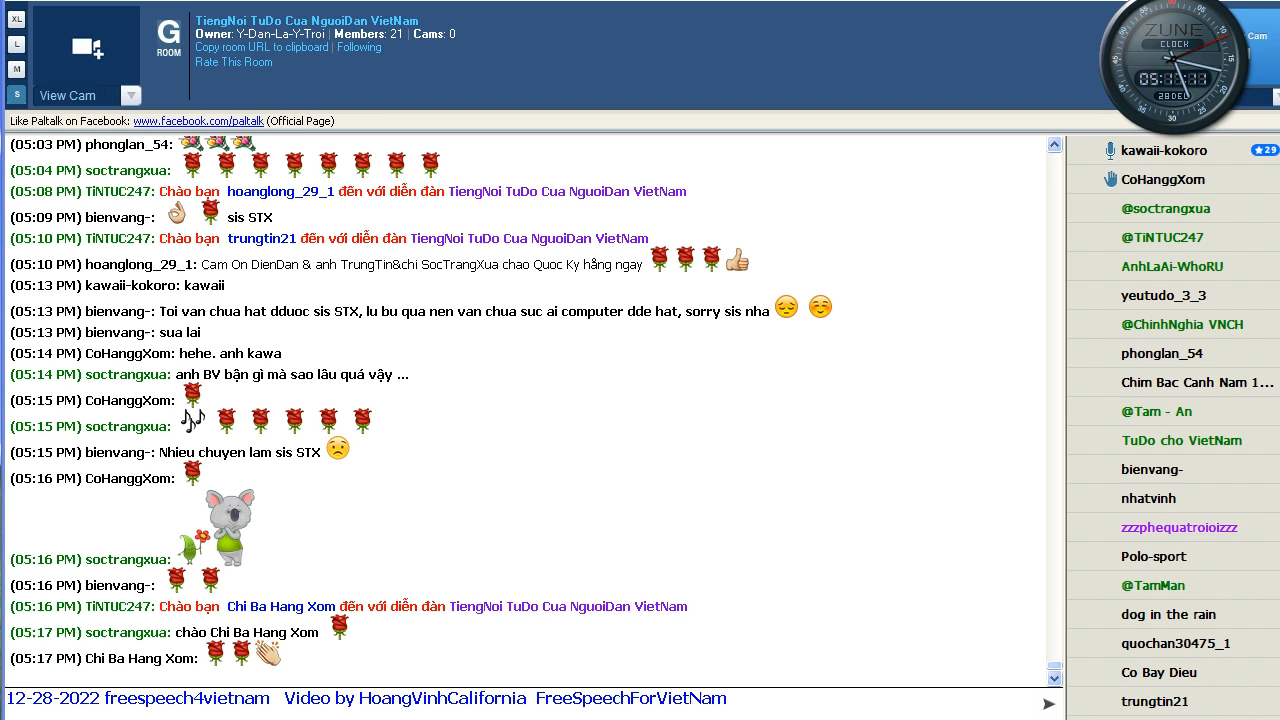 XL
L
M
S
View Cam
G
ROOM
TiengNoi TuDo Cua NguoiDan VietNam
Owner: Y-Dan-La-Y-Troi | Members: 21 | Cams: 0
Copy room URL to clipboard | Following
Rate This Room
ZUNE
CLOCK
05:17:11
28DEL
Cam
Like Paltalk on Facebook: www.facebook.com/paltalk (Official Page)
(05:03 PM) phonglan_54:
(05:04 PM) soctrangxua:
(05:08 PM) TiNTUC247: Chào bạn hoanglong_29_1 đến với diễn đàn TiengNoi TuDo Cua NguoiDan VietNam
(05:09 PM) bienvang-: sis STX
(05:10 PM) TiNTUC247: Chào bạn trungtin21 đến với diễn đàn TiengNoi TuDo Cua NguoiDan VietNam
(05:10 PM) hoanglong_29_1: Cam On DienDan & anh TrungTin&chi SocTrangXua chao Quoc Ky hằng ngay
(05:13 PM) kawaii-kokoro: kawaii
(05:13 PM) bienvang-: Toi van chua hat dduoc sis STX, lu bu qua nen van chua suc ai computer dde hat, sorry sis nha
(05:13 PM) bienvang-: sua lai
(05:14 PM) CoHanggXom: hehe. anh kawa
(05:14 PM) soctrangxua: anh BV bận gì mà sao lâu quá vậy ...
(05:15 PM) CoHanggXom:
(05:15 PM) soctrangxua:
(05:15 PM) bienvang-: Nhieu chuyen lam sis STX
(05:16 PM) CoHanggXom:
(05:16 PM) soctrangxua:
(05:16 PM) bienvang-:
(05:16 PM) TiNTUC247: Chào bạn Chi Ba Hang Xom đến với diễn đàn TiengNoi TuDo Cua NguoiDan VietNam
(05:17 PM) soctrangxua: chào Chi Ba Hang Xom
(05:17 PM) Chi Ba Hang Xom:
12-28-2022 freespeech4vietnam Video by HoangVinhCalifornia FreeSpeechForVietNam
kawaii-kokoro 29
CoHanggXom
@soctrangxua
@TiNTUC247
AnhLaAi-WhoRU
yeutudo_3_3
@ChinhNghia VNCH
phonglan_54
Chim Bac Canh Nam 1...
@Tam - An
TuDo cho VietNam
bienvang-
nhatvinh
zzzphequatroioizzz
Polo-sport
@TamMan
dog in the rain
quochan30475_1
Co Bay Dieu
trungtin21